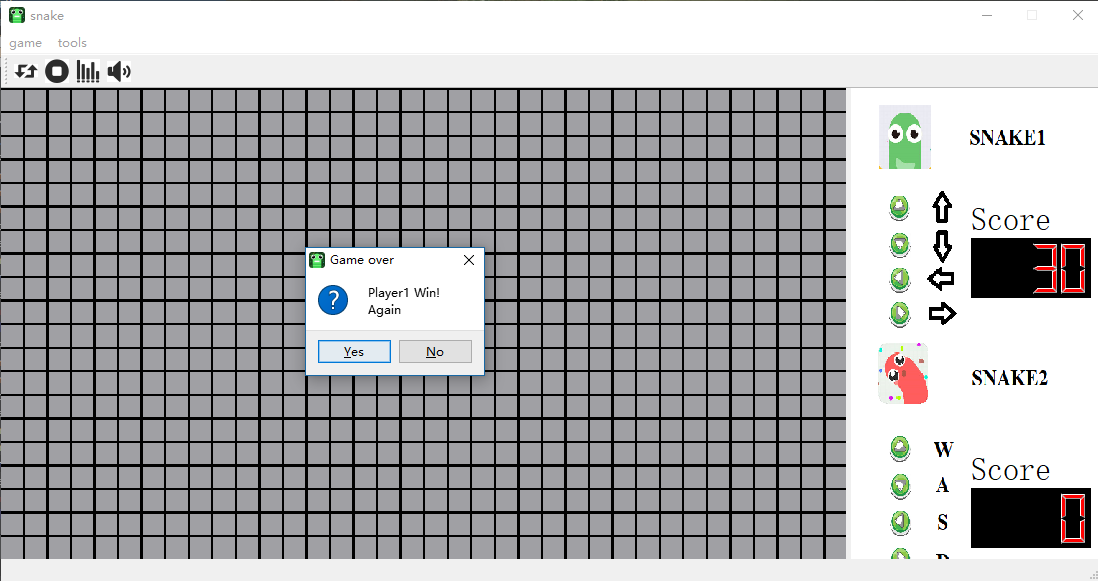 snake
game tools
SNAKE1
Score
30
Game over
Player1 Win!
Again
Yes No
SNAKE2
W
Score
A
0
S
D